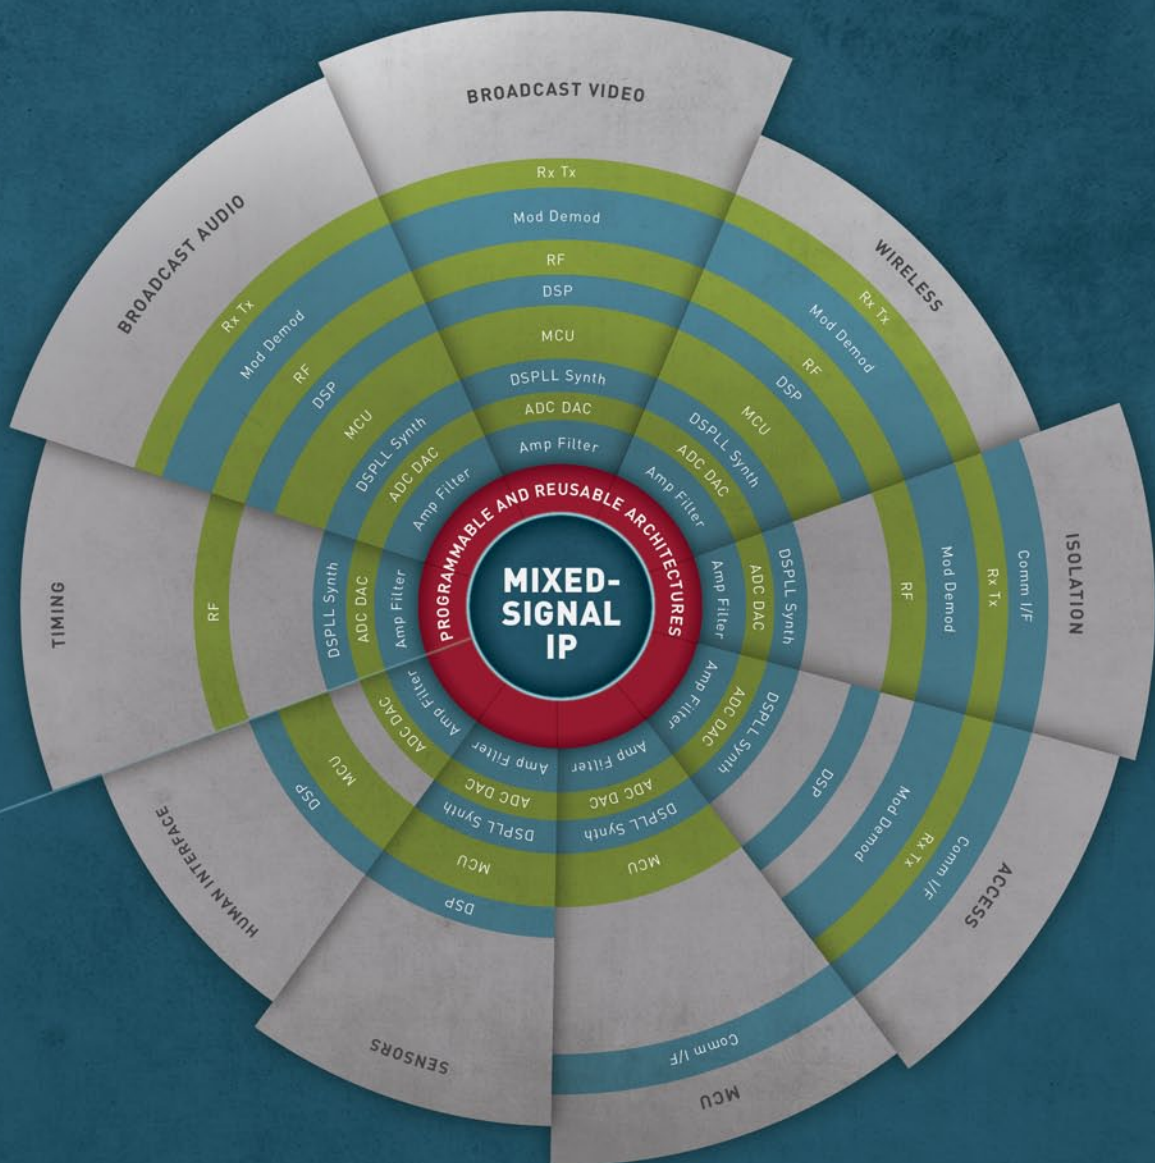 BROADCAST VIDEO
Rx Tx
Mod Demod
RF
DSP
MCU
DSPLL Synth
ADC DAC
Amp Filter
WIRELESS
Rx Tx
Mod Demod
RF
DSP
MCU
DSPLL Synth
ADC DAC
Amp Filter
ISOLATION
Comm I/F
Rx Tx
Mod Demod
RF
DSPLL Synth
ADC DAC
Amp Filter
ACCESS
Comm I/F
Rx Tx
Mod Demod
DSP
DSPLL Synth
ADC DAC
Amp Filter
MCU
Comm I/F
MCU
DSPLL Synth
ADC DAC
Amp Filter
SENSORS
DSP
MCU
DSPLL Synth
ADC DAC
Amp Filter
HUMAN INTERFACE
DSP
MCU
ADC DAC
Amp Filter
TIMING
RF
DSPLL Synth
ADC DAC
Amp Filter
BROADCAST AUDIO
Rx Tx
Mod Demod
RF
DSP
MCU
DSPLL Synth
ADC DAC
Amp Filter
PROGRAMMABLE AND REUSABLE ARCHITECTURES
MIXED-
SIGNAL
IP